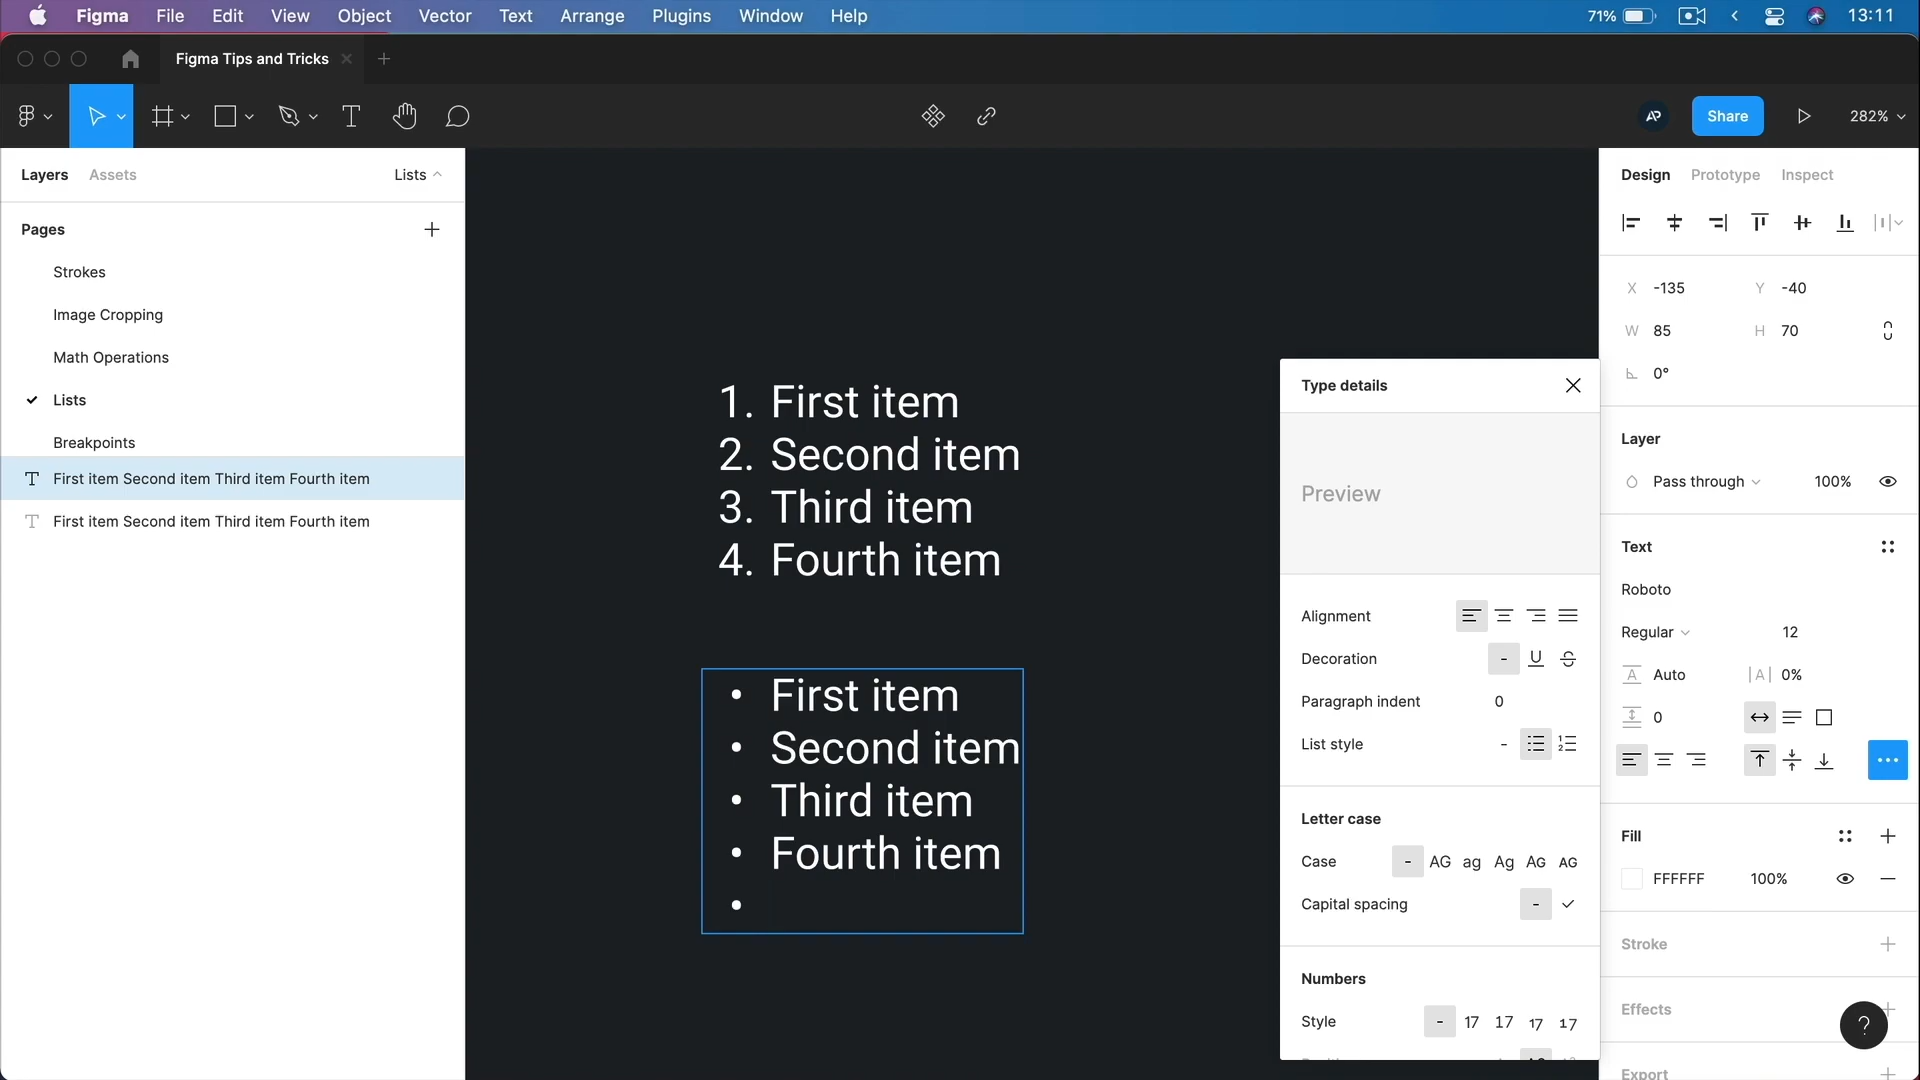 Figma File Edit View Object Vector Text Arrange Plugins Window Help 71% 13:11
Figma Tips and Tricks
AP Share 282%
Layers Assets Lists
Pages
Strokes
Image Cropping
Math Operations
Lists
Breakpoints
First item Second item Third item Fourth item
First item Second item Third item Fourth item
1. First item
2. Second item
3. Third item
4. Fourth item
• First item
• Second item
• Third item
• Fourth item
•
Type details
Preview
Alignment
Decoration - U S
Paragraph indent 0
List style -
Letter case
Case - AG ag Ag AG AG
Capital spacing -
Numbers
Style - 17 17 17 17
Design Prototype Inspect
X -135 Y -40
W 85 H 70
0°
Layer
Pass through 100%
Text
Roboto
Regular 12
A Auto |A| 0%
0
Fill
FFFFFF 100%
Stroke
Effects
?
Export